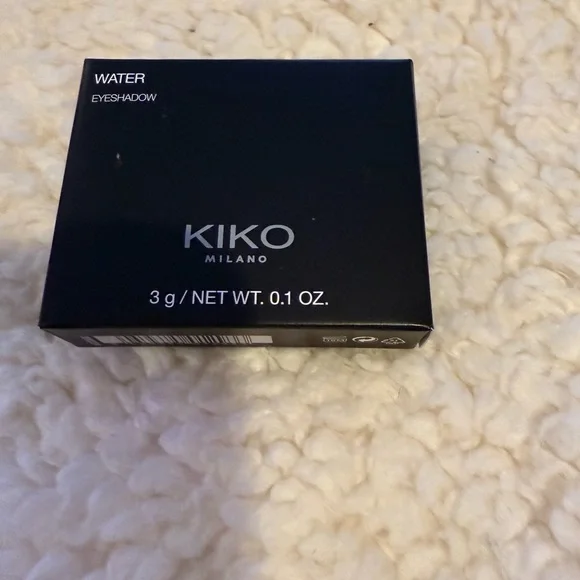 WATER
EYESHADOW
KIKO
MILANO
3 g / NET WT. 0.1 OZ.